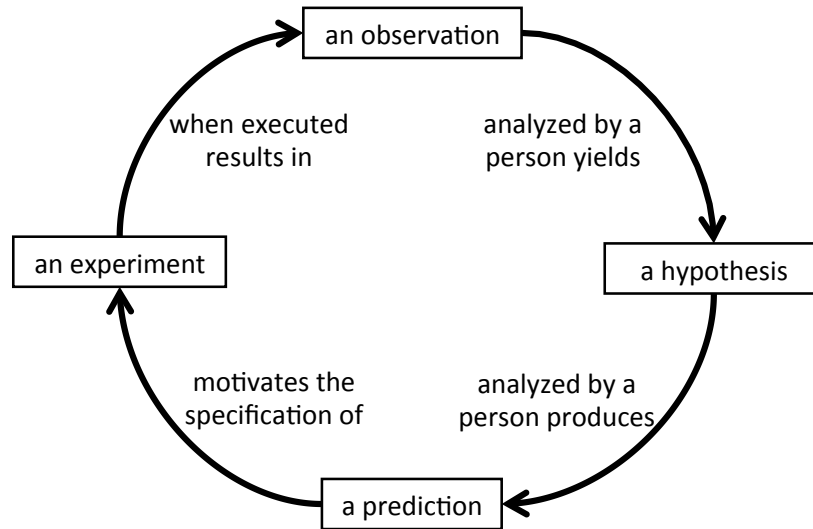 an observation
when executed
results in
analyzed by a
person yields
an experiment
a hypothesis
motivates the
specification of
analyzed by a
person produces
a prediction